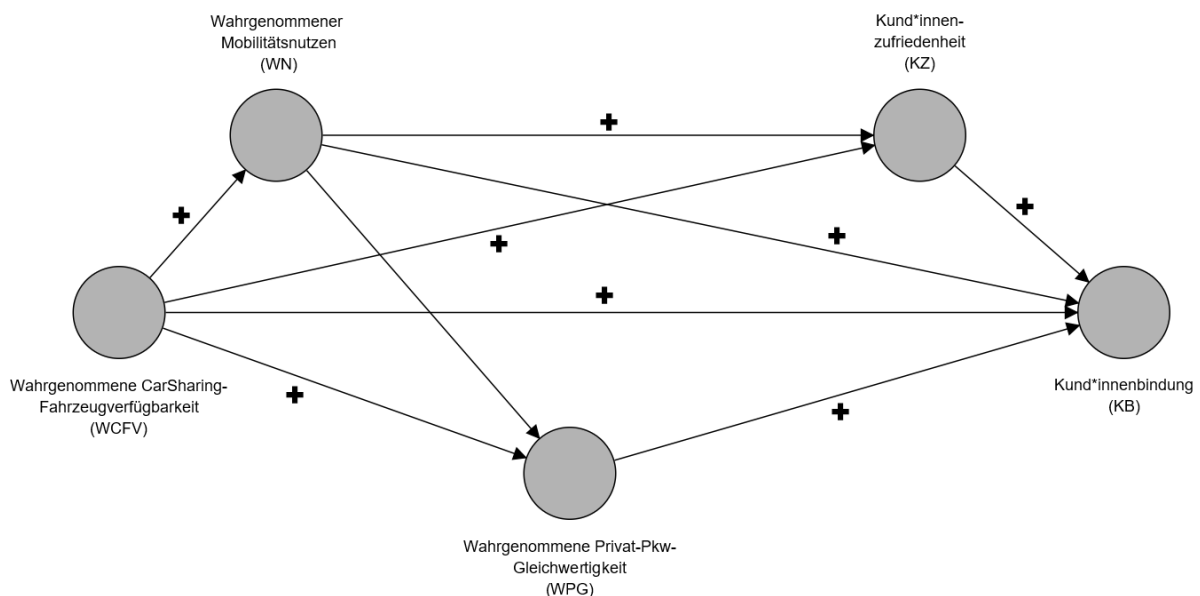 Wahrgenommener
Mobilitätsnutzen
(WN)
Kund*innen-
zufriedenheit
(KZ)
+
+
+
+
+
Wahrgenommene CarSharing-
Fahrzeugverfügbarkeit
(WCFV)
+
Kund*innenbindung
(KB)
+
+
Wahrgenommene Privat-Pkw-
Gleichwertigkeit
(WPG)